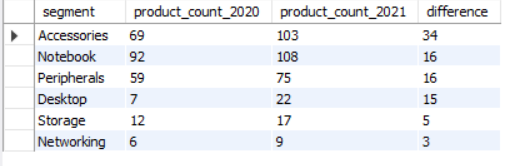 segment product_count_2020 product_count_2021 difference
Accessories 69 103 34
Notebook 92 108 16
Peripherals 59 75 16
Desktop 7 22 15
Storage 12 17 5
Networking 6 9 3